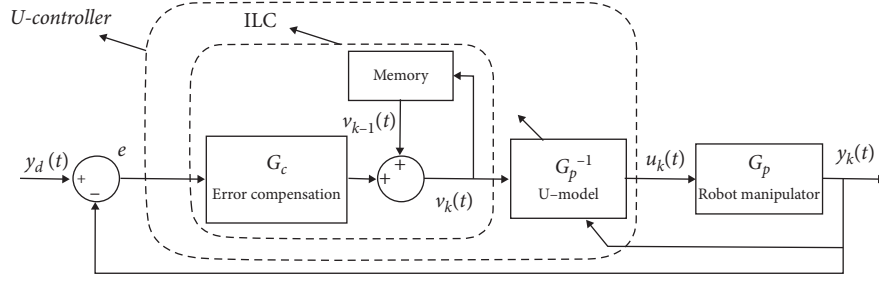 U-controller
ILC
Memory
v_{k–1}(t)
y_d (t)
e
+
–
G_c
Error compensation
+
+
v_k(t)
G_p^{–1}
U–model
u_k(t)
G_p
Robot manipulator
y_k(t)